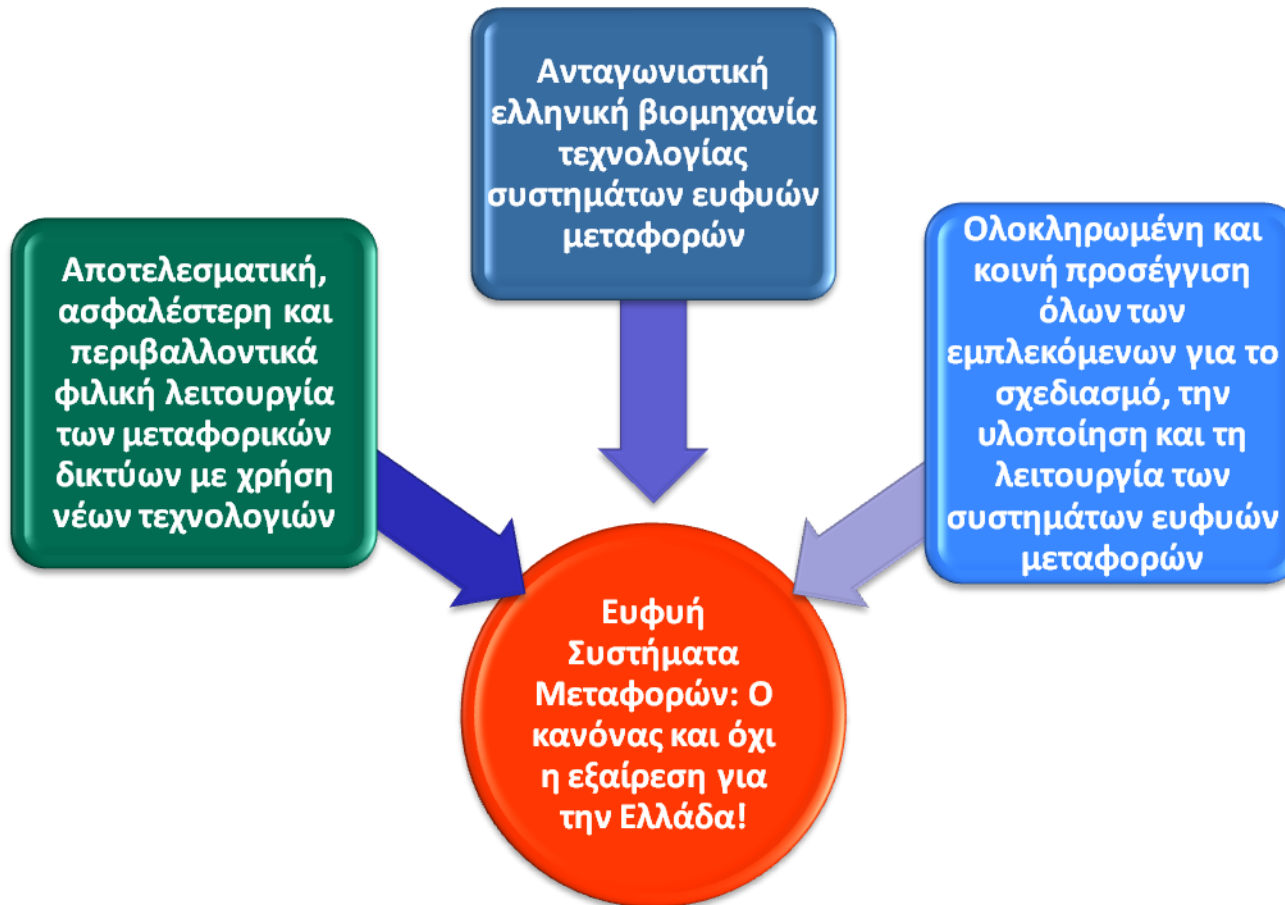 Ανταγωνιστική
ελληνική βιομηχανία
τεχνολογίας
συστημάτων ευφυών
μεταφορών
Αποτελεσματική,
ασφαλέστερη και
περιβαλλοντικά
φιλική λειτουργία
των μεταφορικών
δικτύων με χρήση
νέων τεχνολογιών
Ολοκληρωμένη και
κοινή προσέγγιση
όλων των
εμπλεκόμενων για το
σχεδιασμό, την
υλοποίηση και τη
λειτουργία των
συστημάτων ευφυών
μεταφορών
Ευφυή
Συστήματα
Μεταφορών: Ο
κανόνας και όχι
η εξαίρεση για
την Ελλάδα!